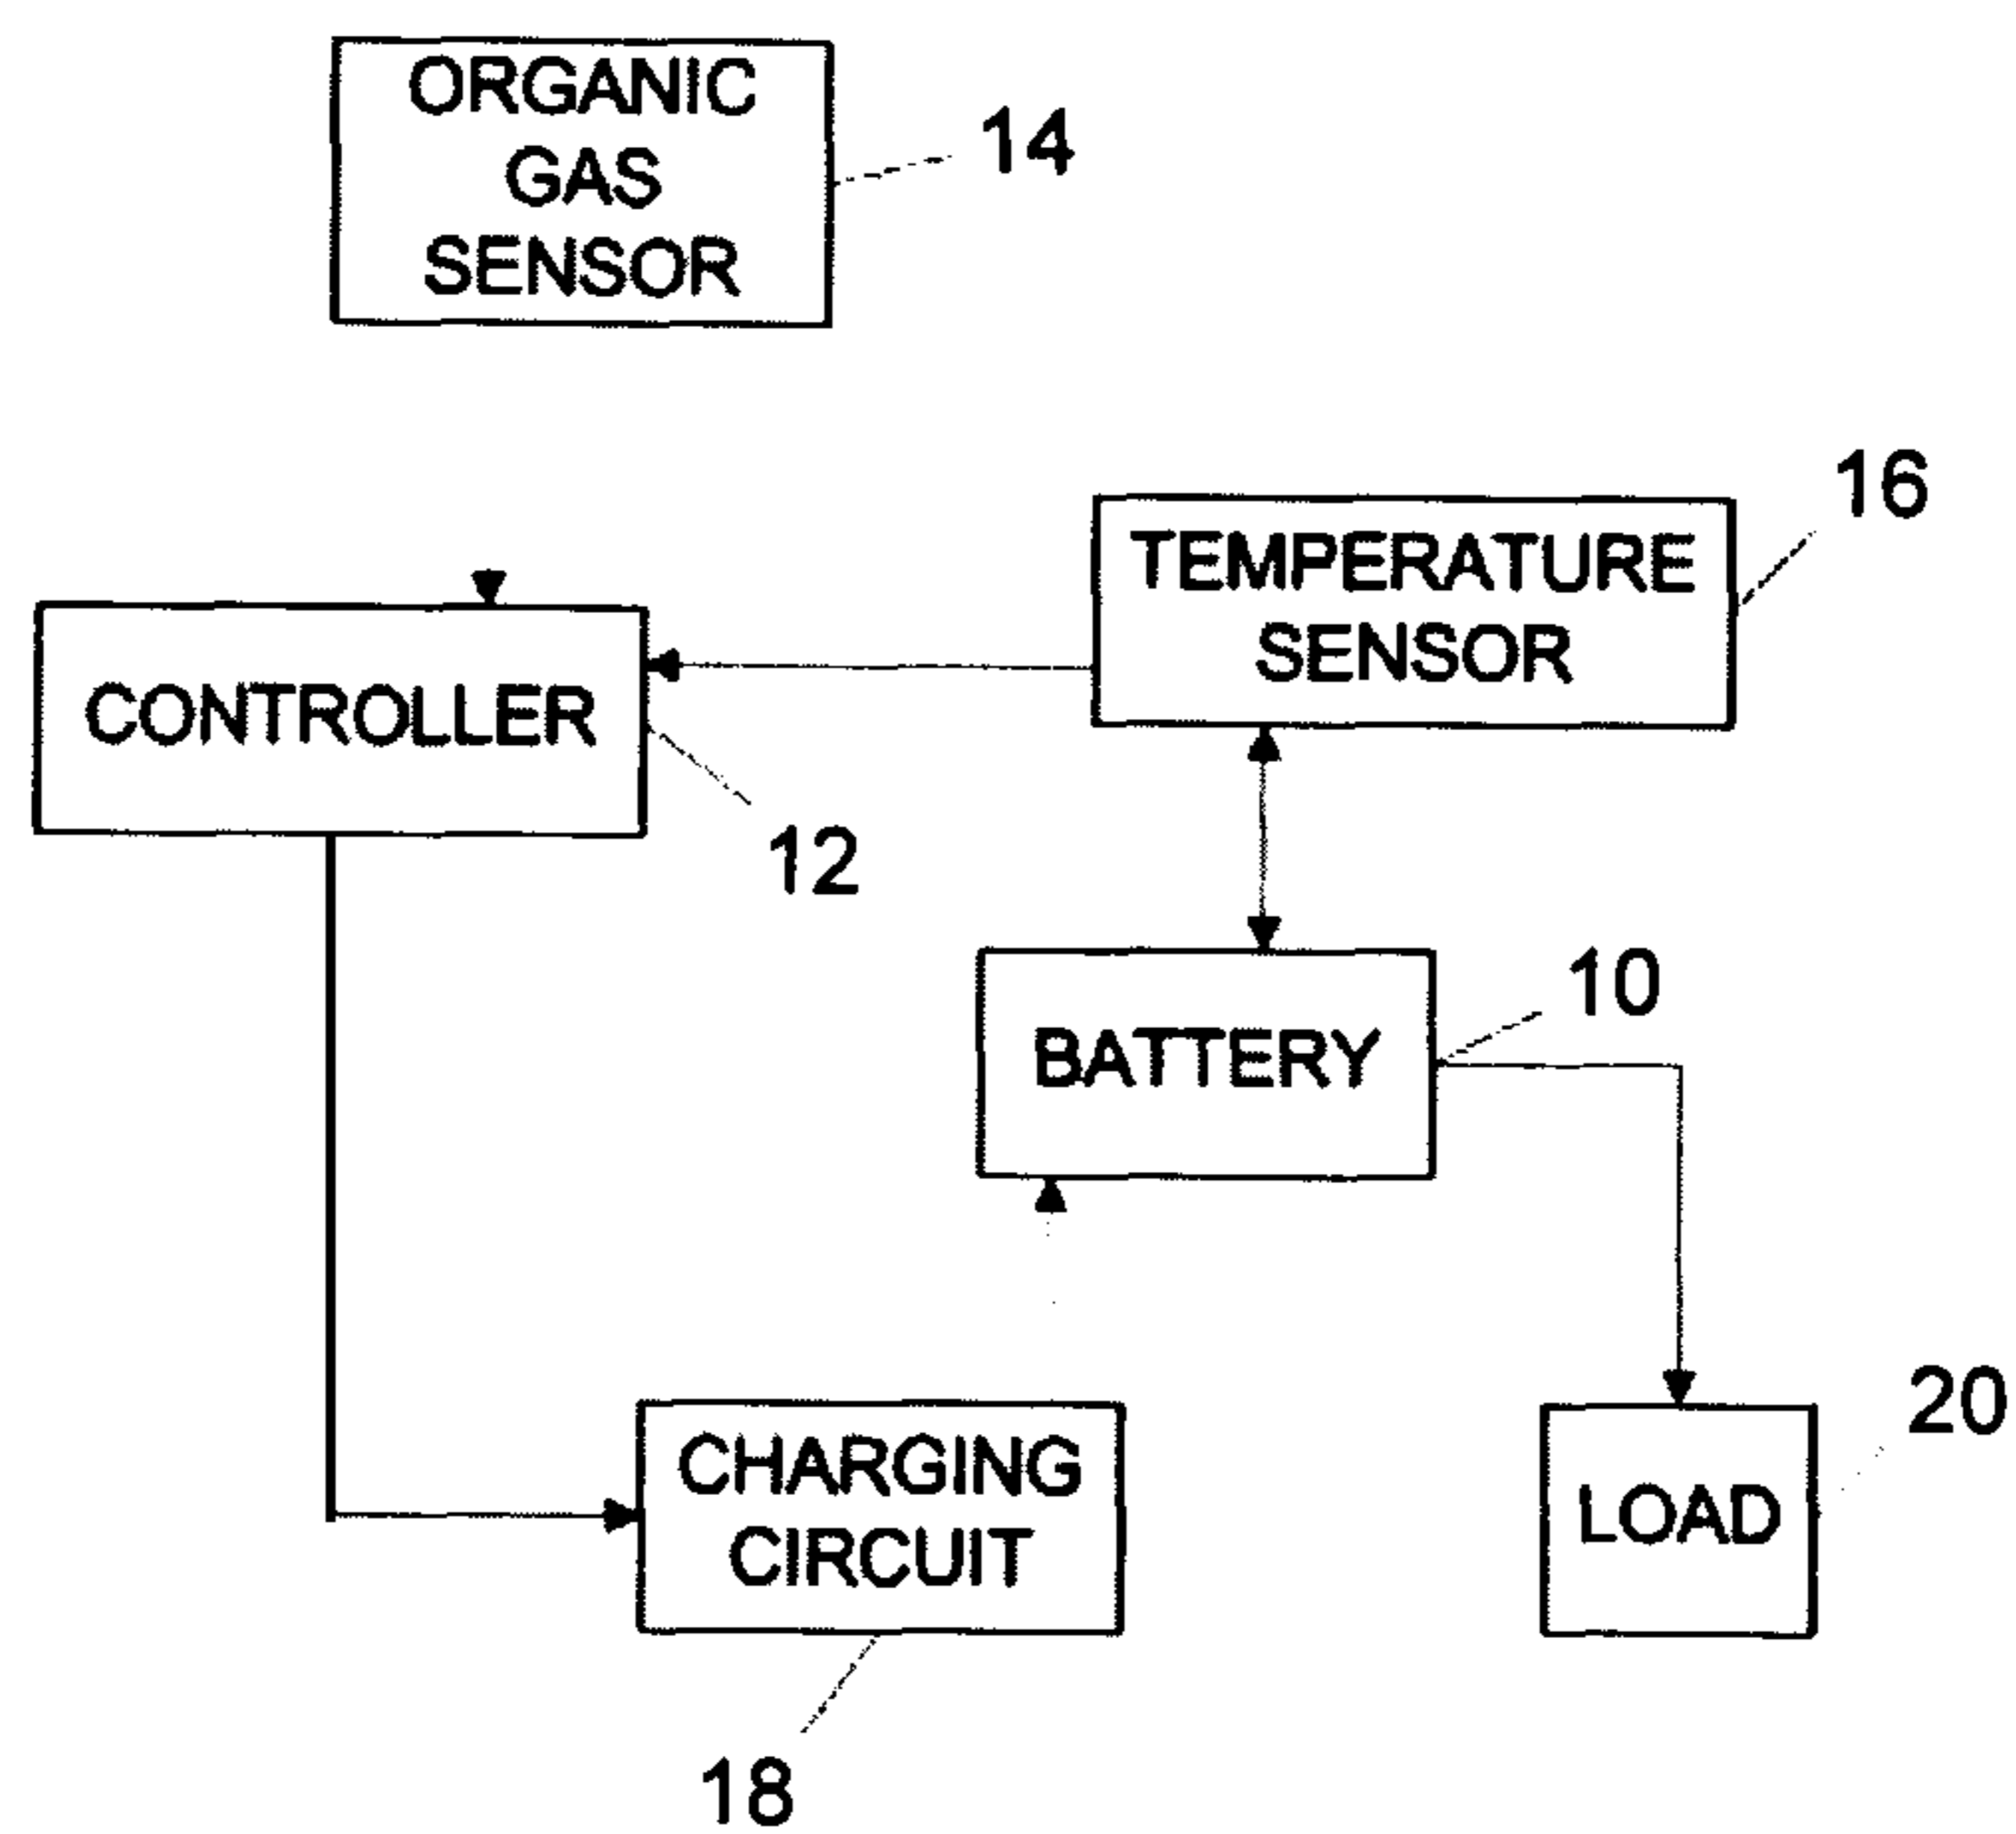 ORGANIC
GAS
SENSOR
14
16
TEMPERATURE
SENSOR
CONTROLLER
12
10
BATTERY
20
CHARGING
CIRCUIT
LOAD
18